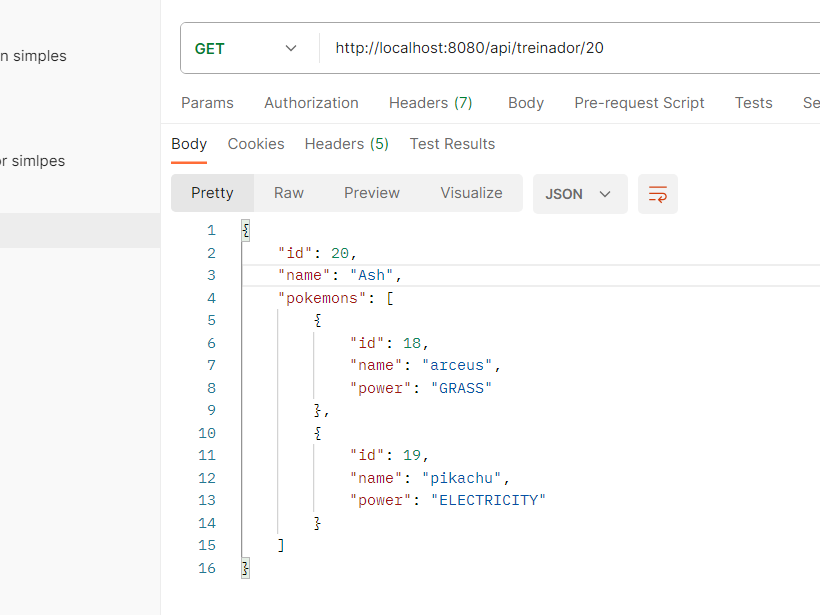 n simples
or simlpes
GET http://localhost:8080/api/treinador/20
Params Authorization Headers (7) Body Pre-request Script Tests Se
Body Cookies Headers (5) Test Results
Pretty Raw Preview Visualize JSON
1 {
2 "id": 20,
3 "name": "Ash",
4 "pokemons": [
5 {
6 "id": 18,
7 "name": "arceus",
8 "power": "GRASS"
9 },
10 {
11 "id": 19,
12 "name": "pikachu",
13 "power": "ELECTRICITY"
14 }
15 ]
16 }